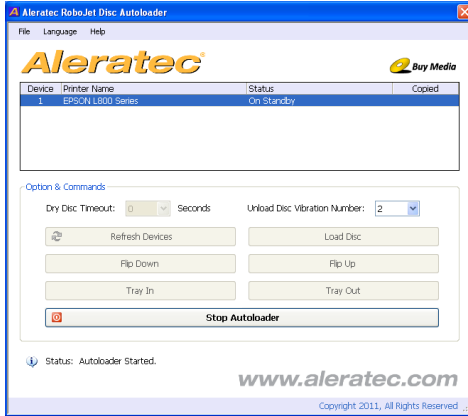 Aleratec RoboJet Disc Autoloader
File Language Help
Aleratec
Buy Media
Device Printer Name Status Copied
1 EPSON L800 Series On Standby
Option & Commands
Dry Disc Timeout: 0 Seconds Unload Disc Vibration Number: 2
Refresh Devices Load Disc
Flip Down Flip Up
Tray In Tray Out
Stop Autoloader
Status: Autoloader Started.
www.aleratec.com
Copyright 2011, All Rights Reserved